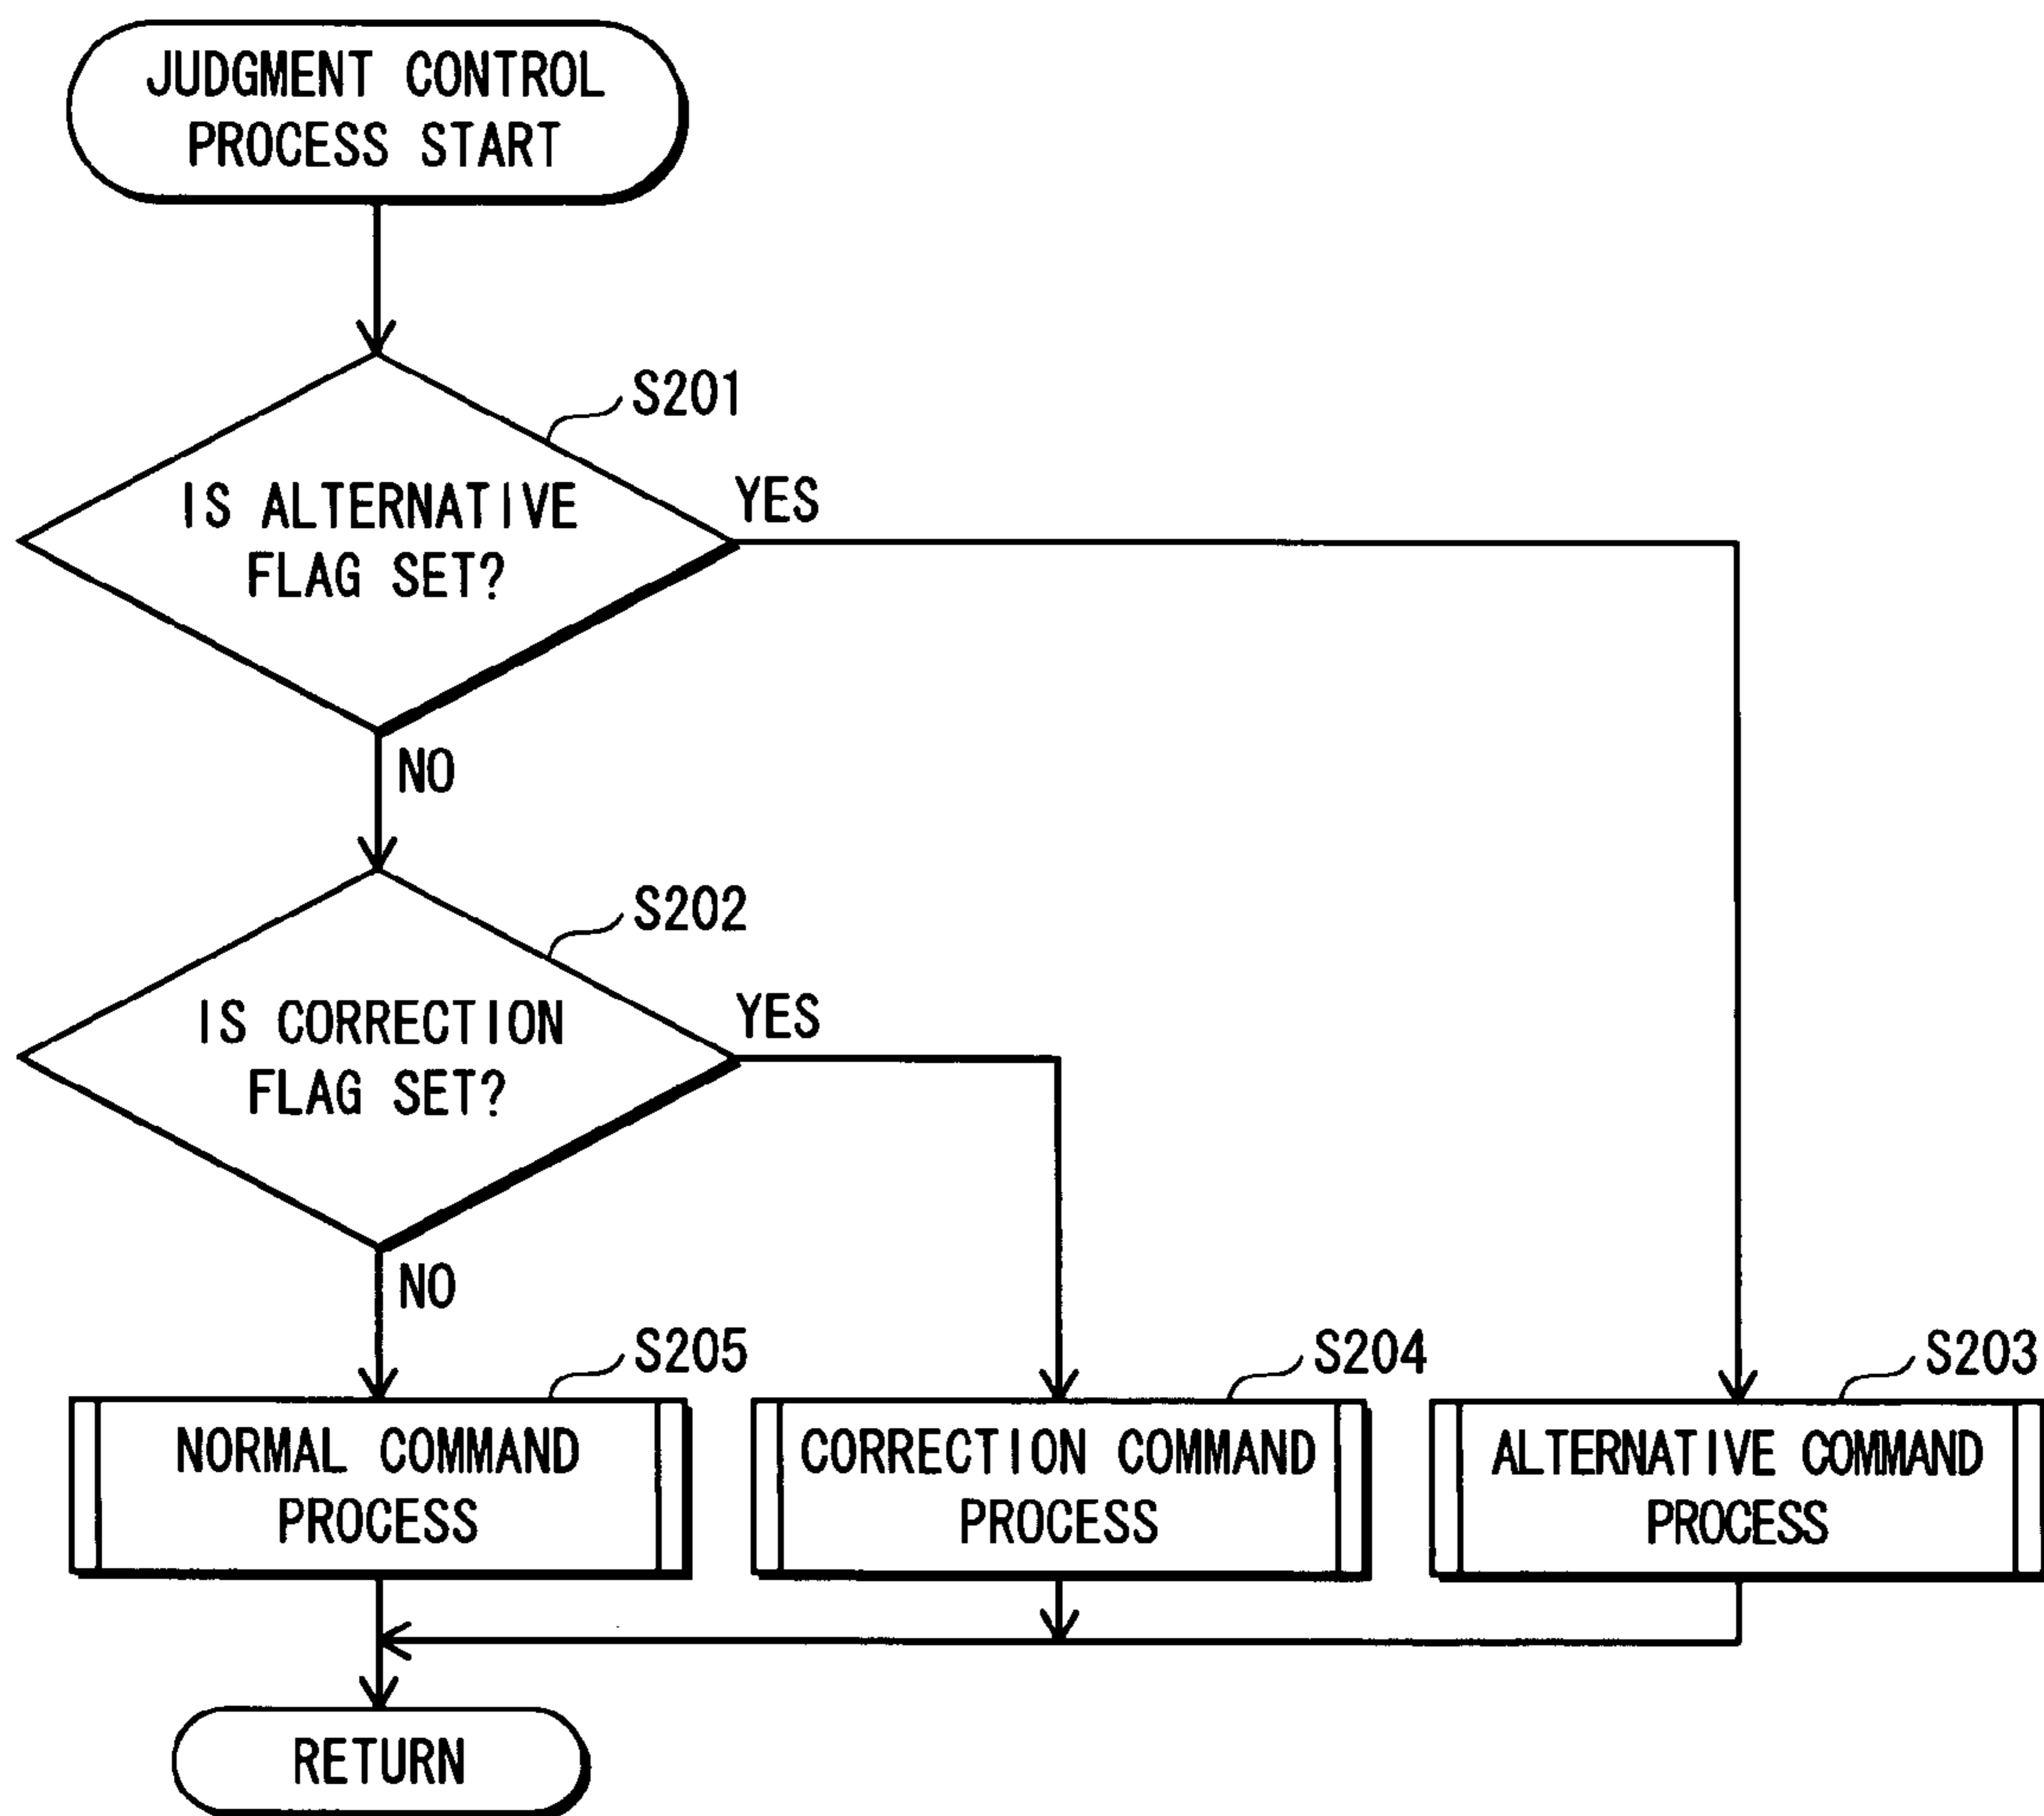 JUDGMENT CONTROL
PROCESS START
S201
IS ALTERNATIVE
FLAG SET?
YES
NO
S202
IS CORRECTION
FLAG SET?
YES
NO
S205
NORMAL COMMAND
PROCESS
S204
CORRECTION COMMAND
PROCESS
S203
ALTERNATIVE COMMAND
PROCESS
RETURN